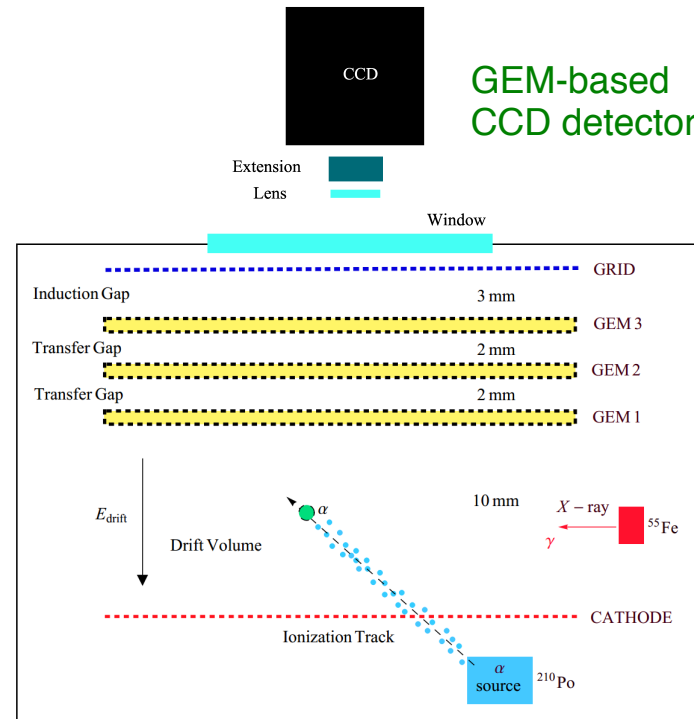 CCD
GEM-based
CCD detector
Extension
Lens
Window
GRID
Induction Gap
3 mm
GEM 3
Transfer Gap
2 mm
GEM 2
Transfer Gap
2 mm
GEM 1
E_drift
α
10 mm
X − ray
γ
⁵⁵Fe
Drift Volume
CATHODE
Ionization Track
α
source
²¹⁰Po